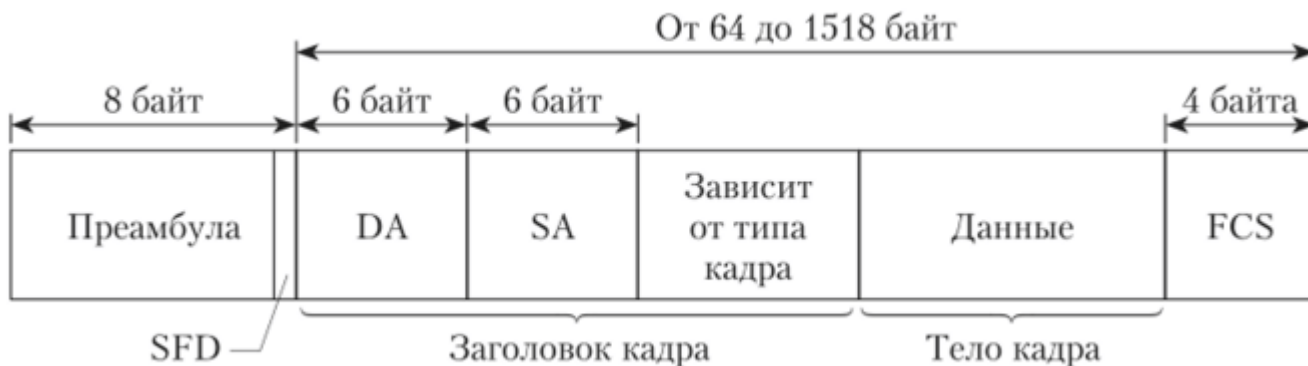 От 64 до 1518 байт
8 байт 6 байт 6 байт 4 байта
Преамбула DA SA Зависит от типа кадра Данные FCS
SFD Заголовок кадра Тело кадра